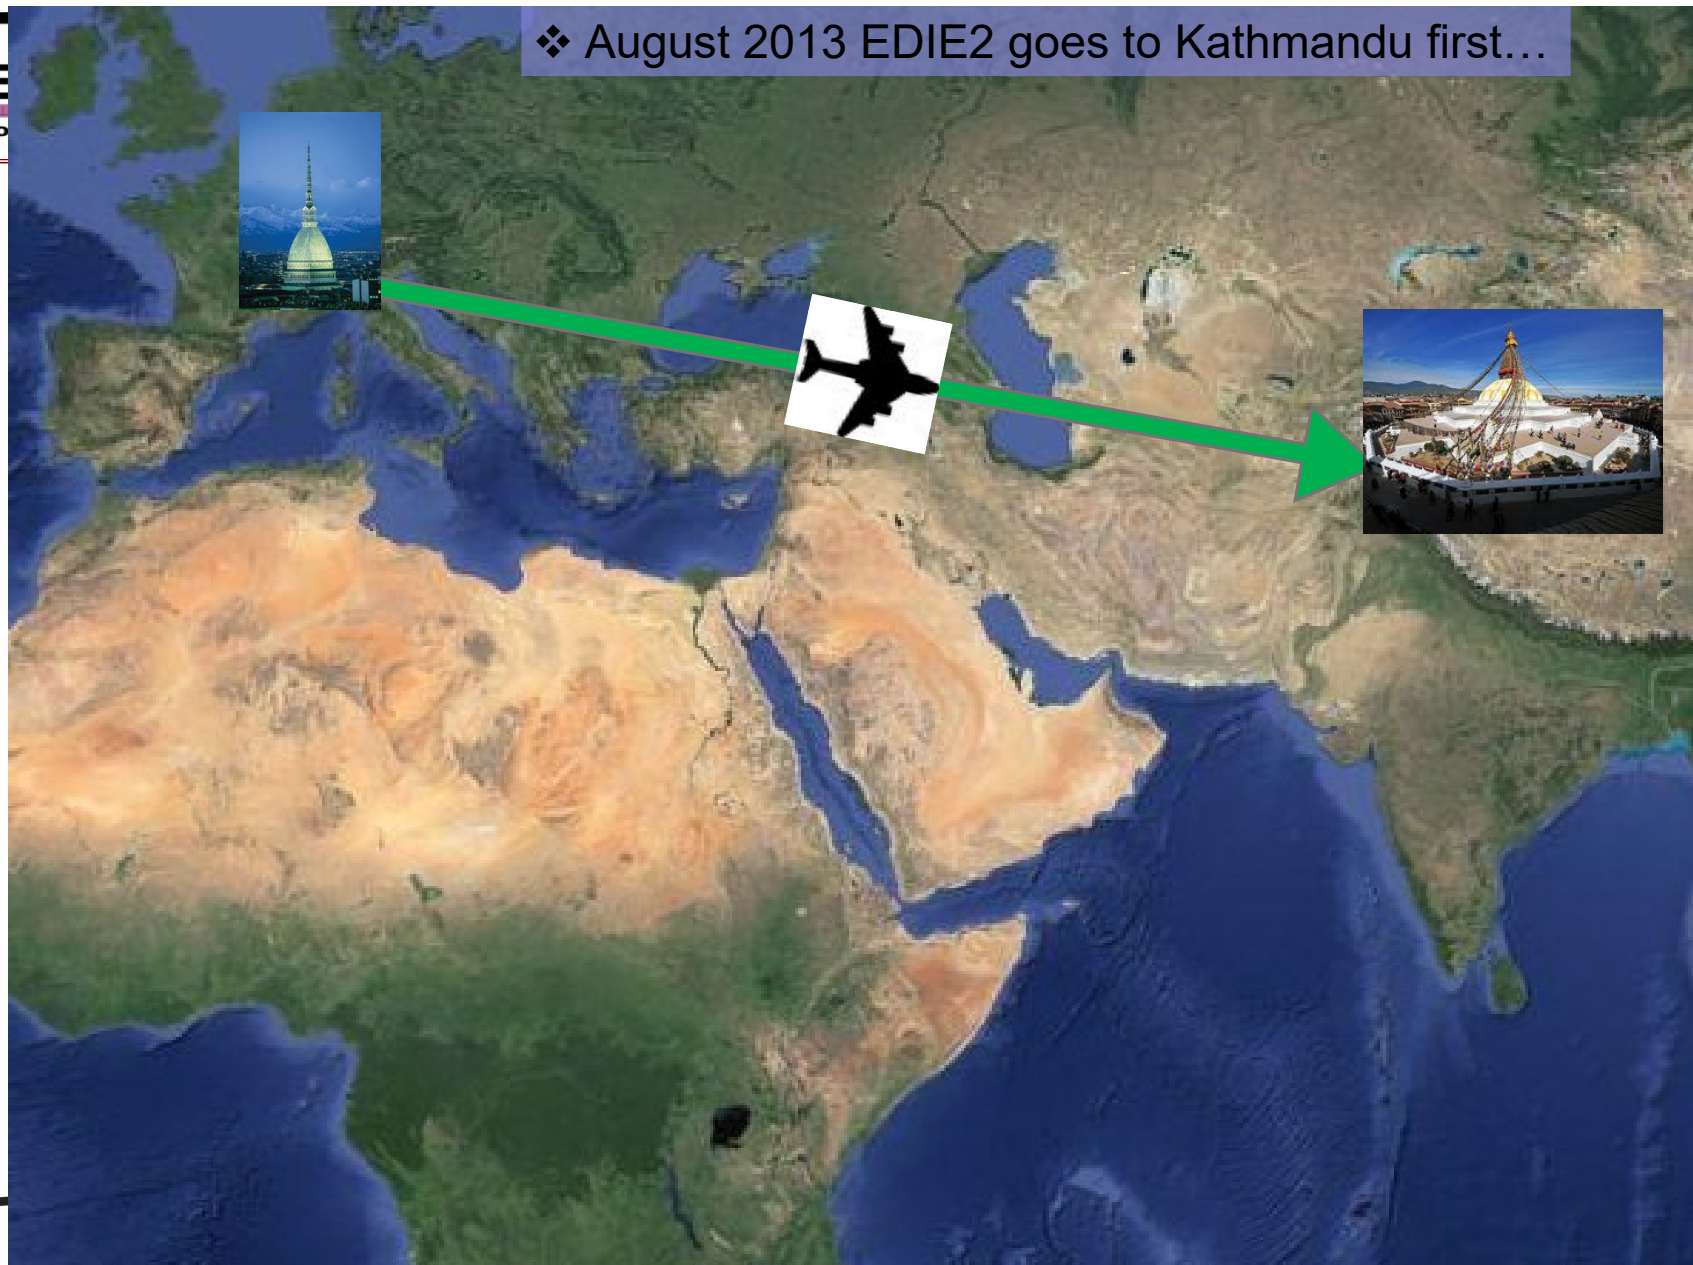 ❖ August 2013 EDIE2 goes to Kathmandu first…